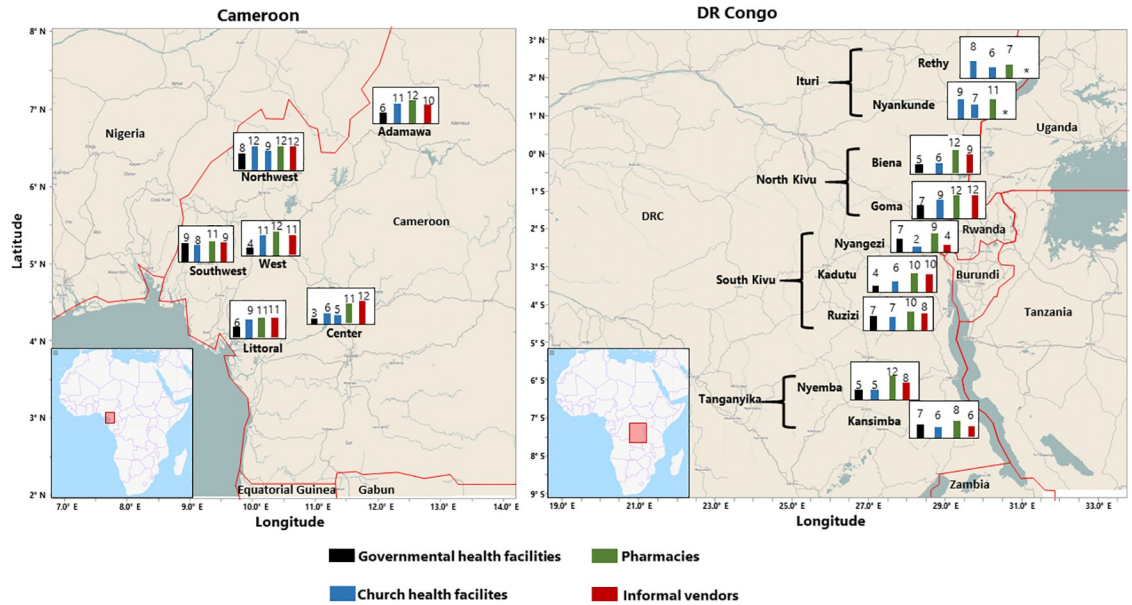 Cameroon
DR Congo
8° N
7° N
6° N
5° N
4° N
3° N
2° N
Latitude
Nigeria
Cameroon
6 11 12 10
Adamawa
8 12 9 12 12
Northwest
9 8 11 9
Southwest
4 11 12 11
West
6 9 11 11
Littoral
3 6 5 11 12
Center
Equatorial Guinea
Gabun
7.0° E 8.0° E 9.0° E 10.0° E 11.0° E 12.0° E 13.0° E 14.0° E
Longitude
3° N
2° N
1° N
0° N
1° S
2° S
3° S
4° S
5° S
6° S
7° S
8° S
9° S
Ituri
Rethy
8 6 7 *
Nyankunde
9 7 11 *
Uganda
North Kivu
Biena
5 6 12 9
Goma
7 9 12 12
DRC
Rwanda
South Kivu
Nyangezi
7 2 9 4
Kadutu
4 6 10 10
Burundi
Ruzizi
7 7 10 8
Tanzania
Tanganyika
Nyemba
5 5 12 8
Kansimba
7 6 8 6
Zambia
19.0° E 21.0° E 23.0° E 25.0° E 27.0° E 29.0° E 31.0° E 33.0° E
Longitude
Governmental health facilities
Pharmacies
Church health facilites
Informal vendors